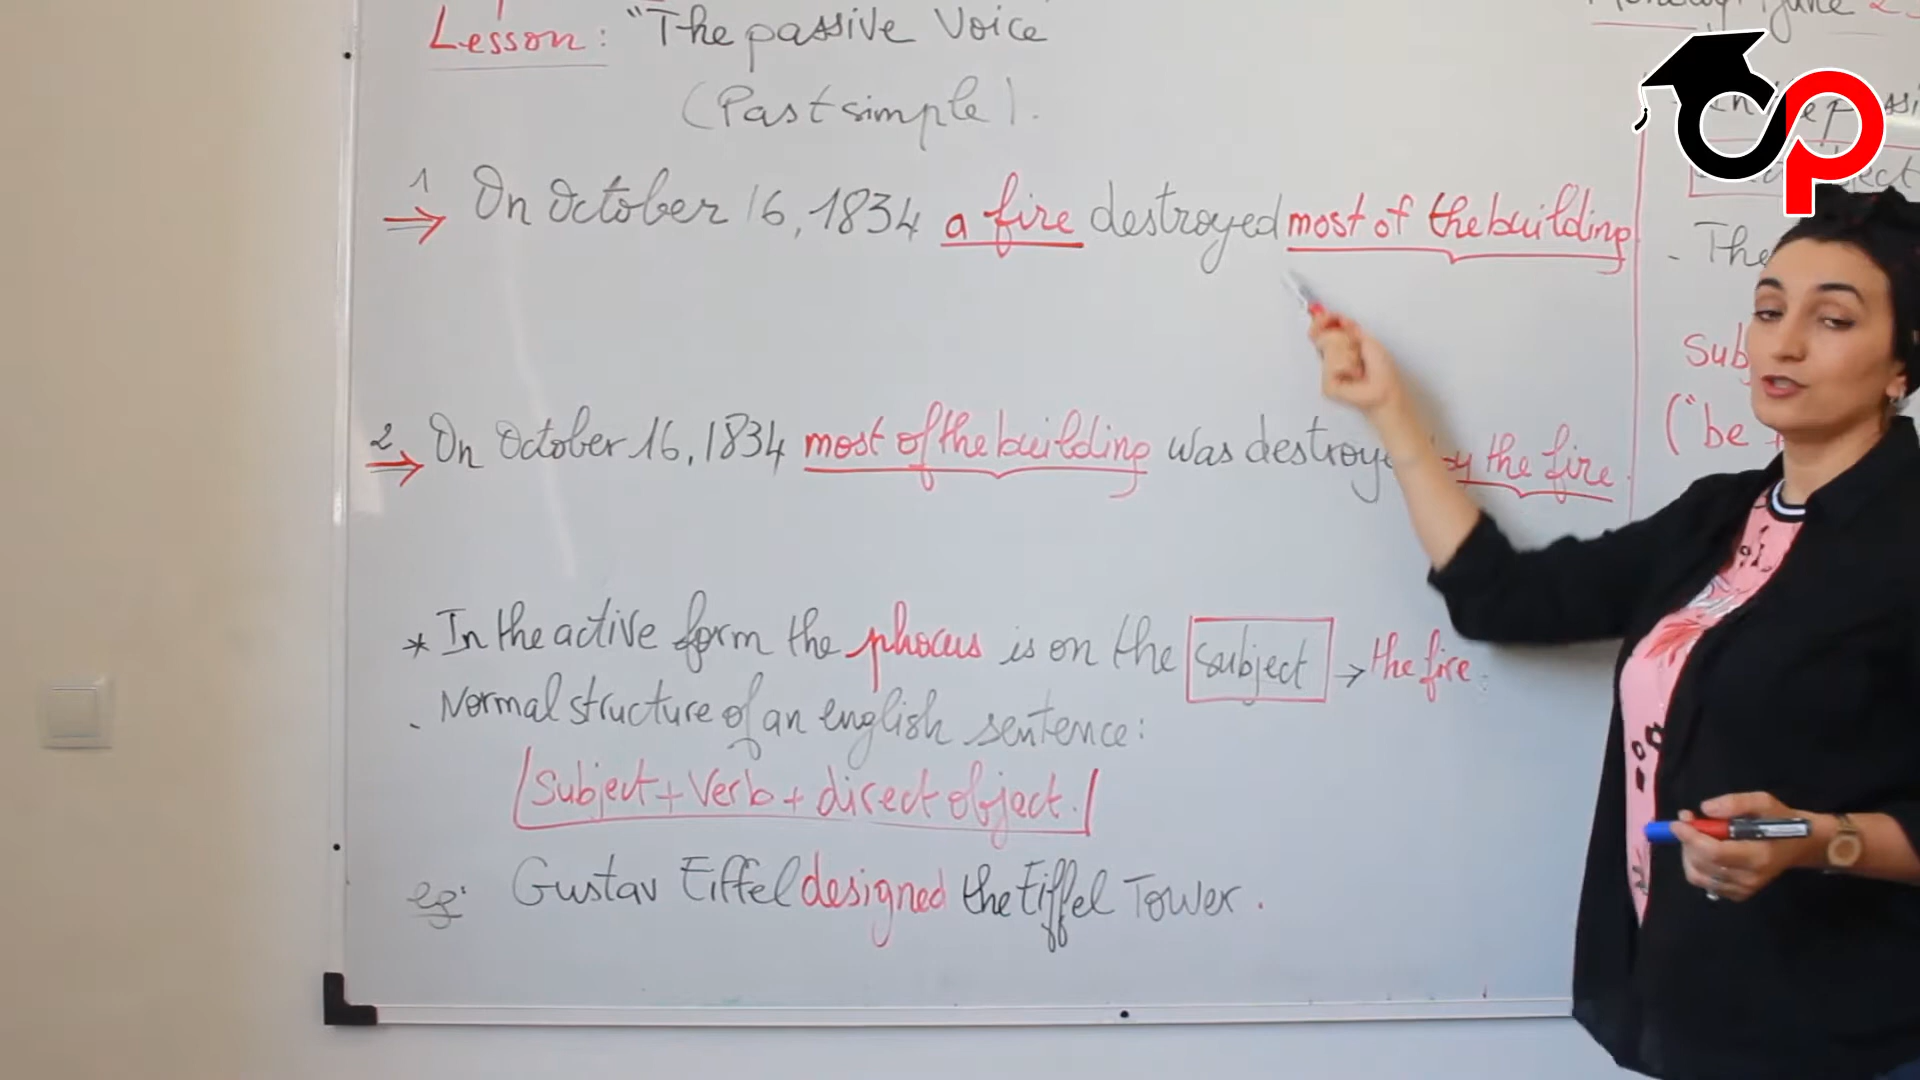 Lesson: "The passive Voice
(Past simple).
1 ⇒ On October 16, 1834 a fire destroyed most of the building
2 ⇒ On October 16, 1834 most of the building was destroye the fire.
* In the active form the phocus is on the subject → the fire.
- Normal structure of an english sentence:
Subject + Verb + direct object.
eg: Gustav Eiffel designed the Eiffel Tower.
- The
Sub
("be